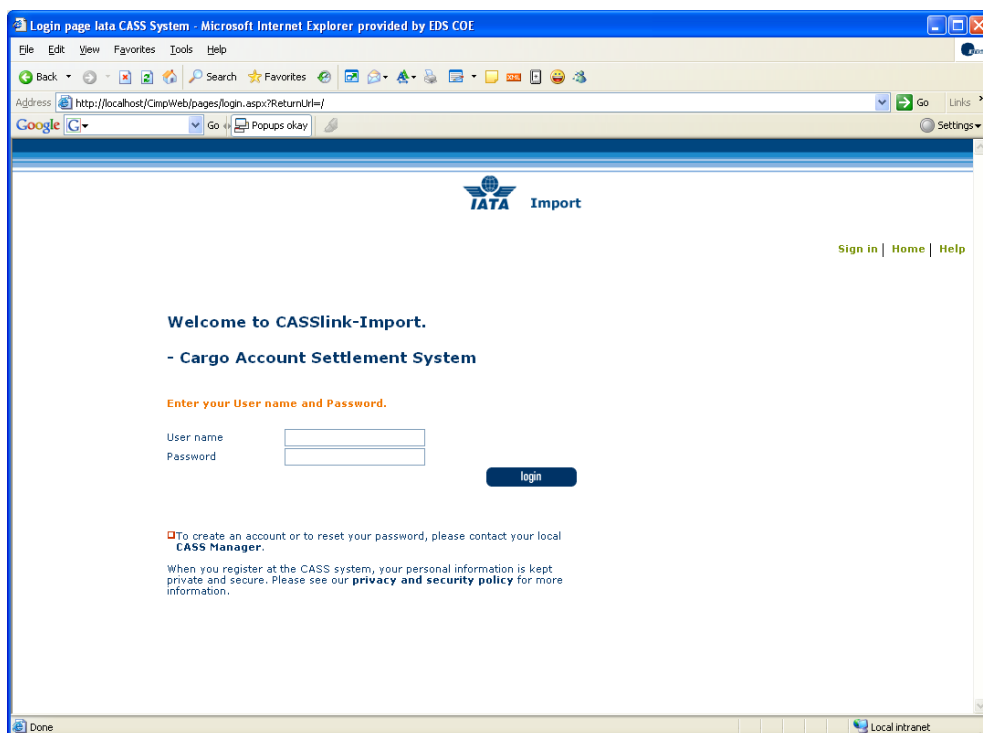 Login page Iata CASS System - Microsoft Internet Explorer provided by EDS COE
File Edit View Favorites Tools Help
Back Search Favorites
Address http://localhost/CimpWeb/pages/login.aspx?ReturnUrl=/ Go Links
Google G Go Popups okay Settings
IATA Import
Sign in | Home | Help
Welcome to CASSlink-Import.
- Cargo Account Settlement System
Enter your User name and Password.
User name
Password
login
To create an account or to reset your password, please contact your local
CASS Manager.
When you register at the CASS system, your personal information is kept
private and secure. Please see our privacy and security policy for more
information.
Done Local intranet